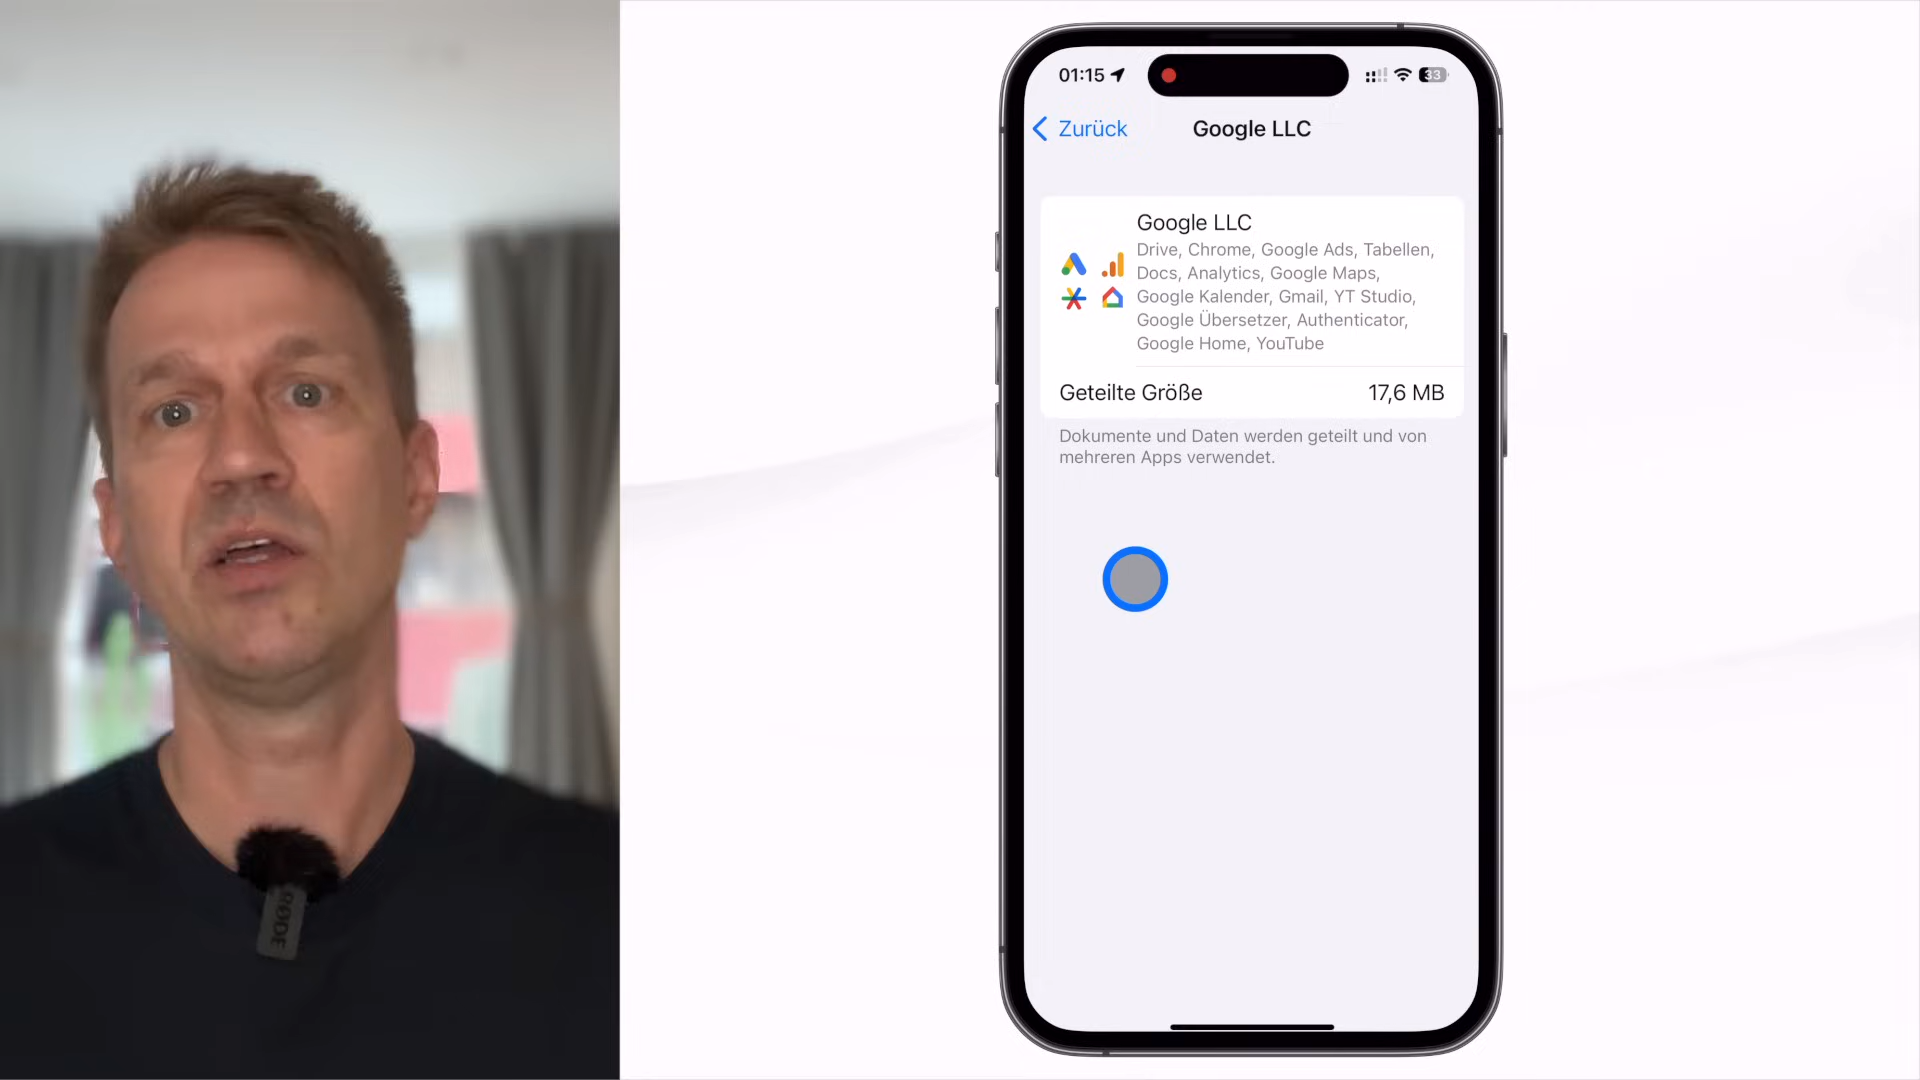 01:15
33
Zurück
Google LLC
Google LLC
Drive, Chrome, Google Ads, Tabellen,
Docs, Analytics, Google Maps,
Google Kalender, Gmail, YT Studio,
Google Übersetzer, Authenticator,
Google Home, YouTube
Geteilte Größe 17,6 MB
Dokumente und Daten werden geteilt und von
mehreren Apps verwendet.
RØDE